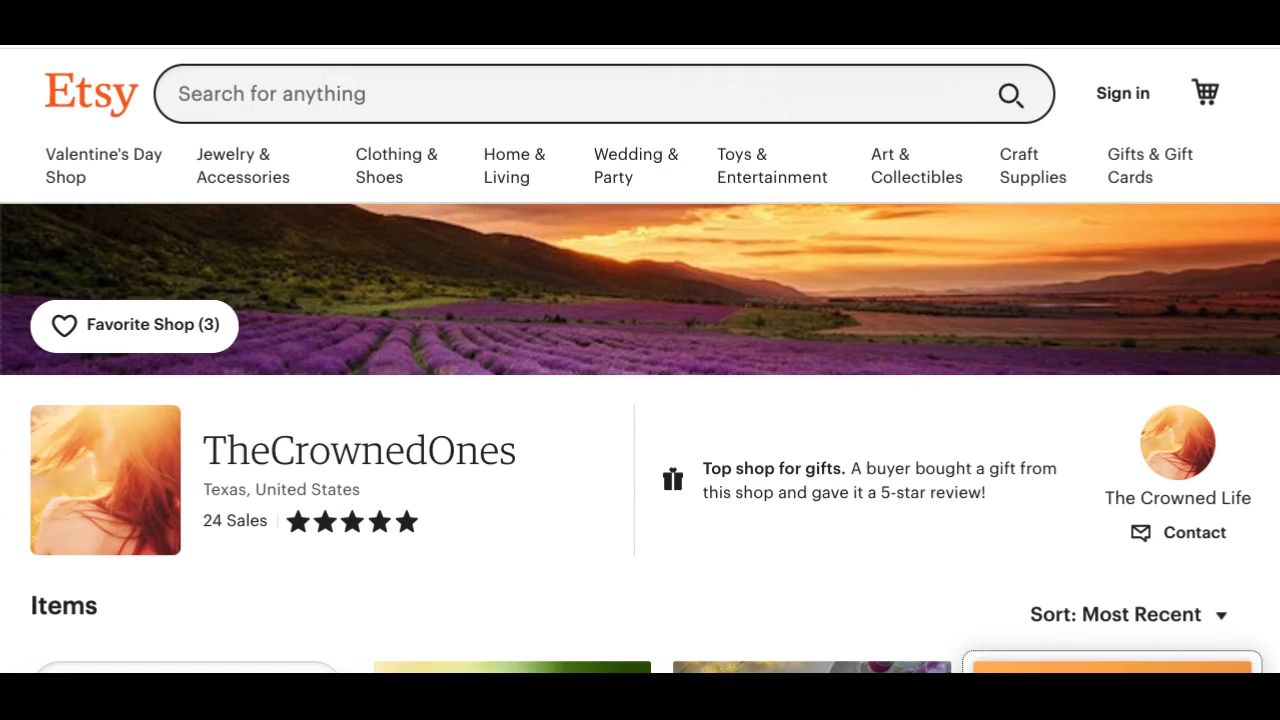 Etsy
Search for anything
Sign in
Valentine's Day
Shop
Jewelry &
Accessories
Clothing &
Shoes
Home &
Living
Wedding &
Party
Toys &
Entertainment
Art &
Collectibles
Craft
Supplies
Gifts & Gift
Cards
Favorite Shop (3)
TheCrownedOnes
Texas, United States
24 Sales
Top shop for gifts. A buyer bought a gift from
this shop and gave it a 5-star review!
The Crowned Life
Contact
Items
Sort: Most Recent